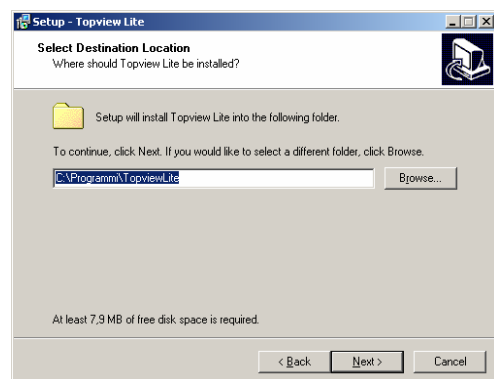 Setup - Topview Lite
Select Destination Location
Where should Topview Lite be installed?
Setup will install Topview Lite into the following folder.
To continue, click Next. If you would like to select a different folder, click Browse.
C:\Programmi\TopviewLite
Browse...
At least 7,9 MB of free disk space is required.
< Back
Next >
Cancel